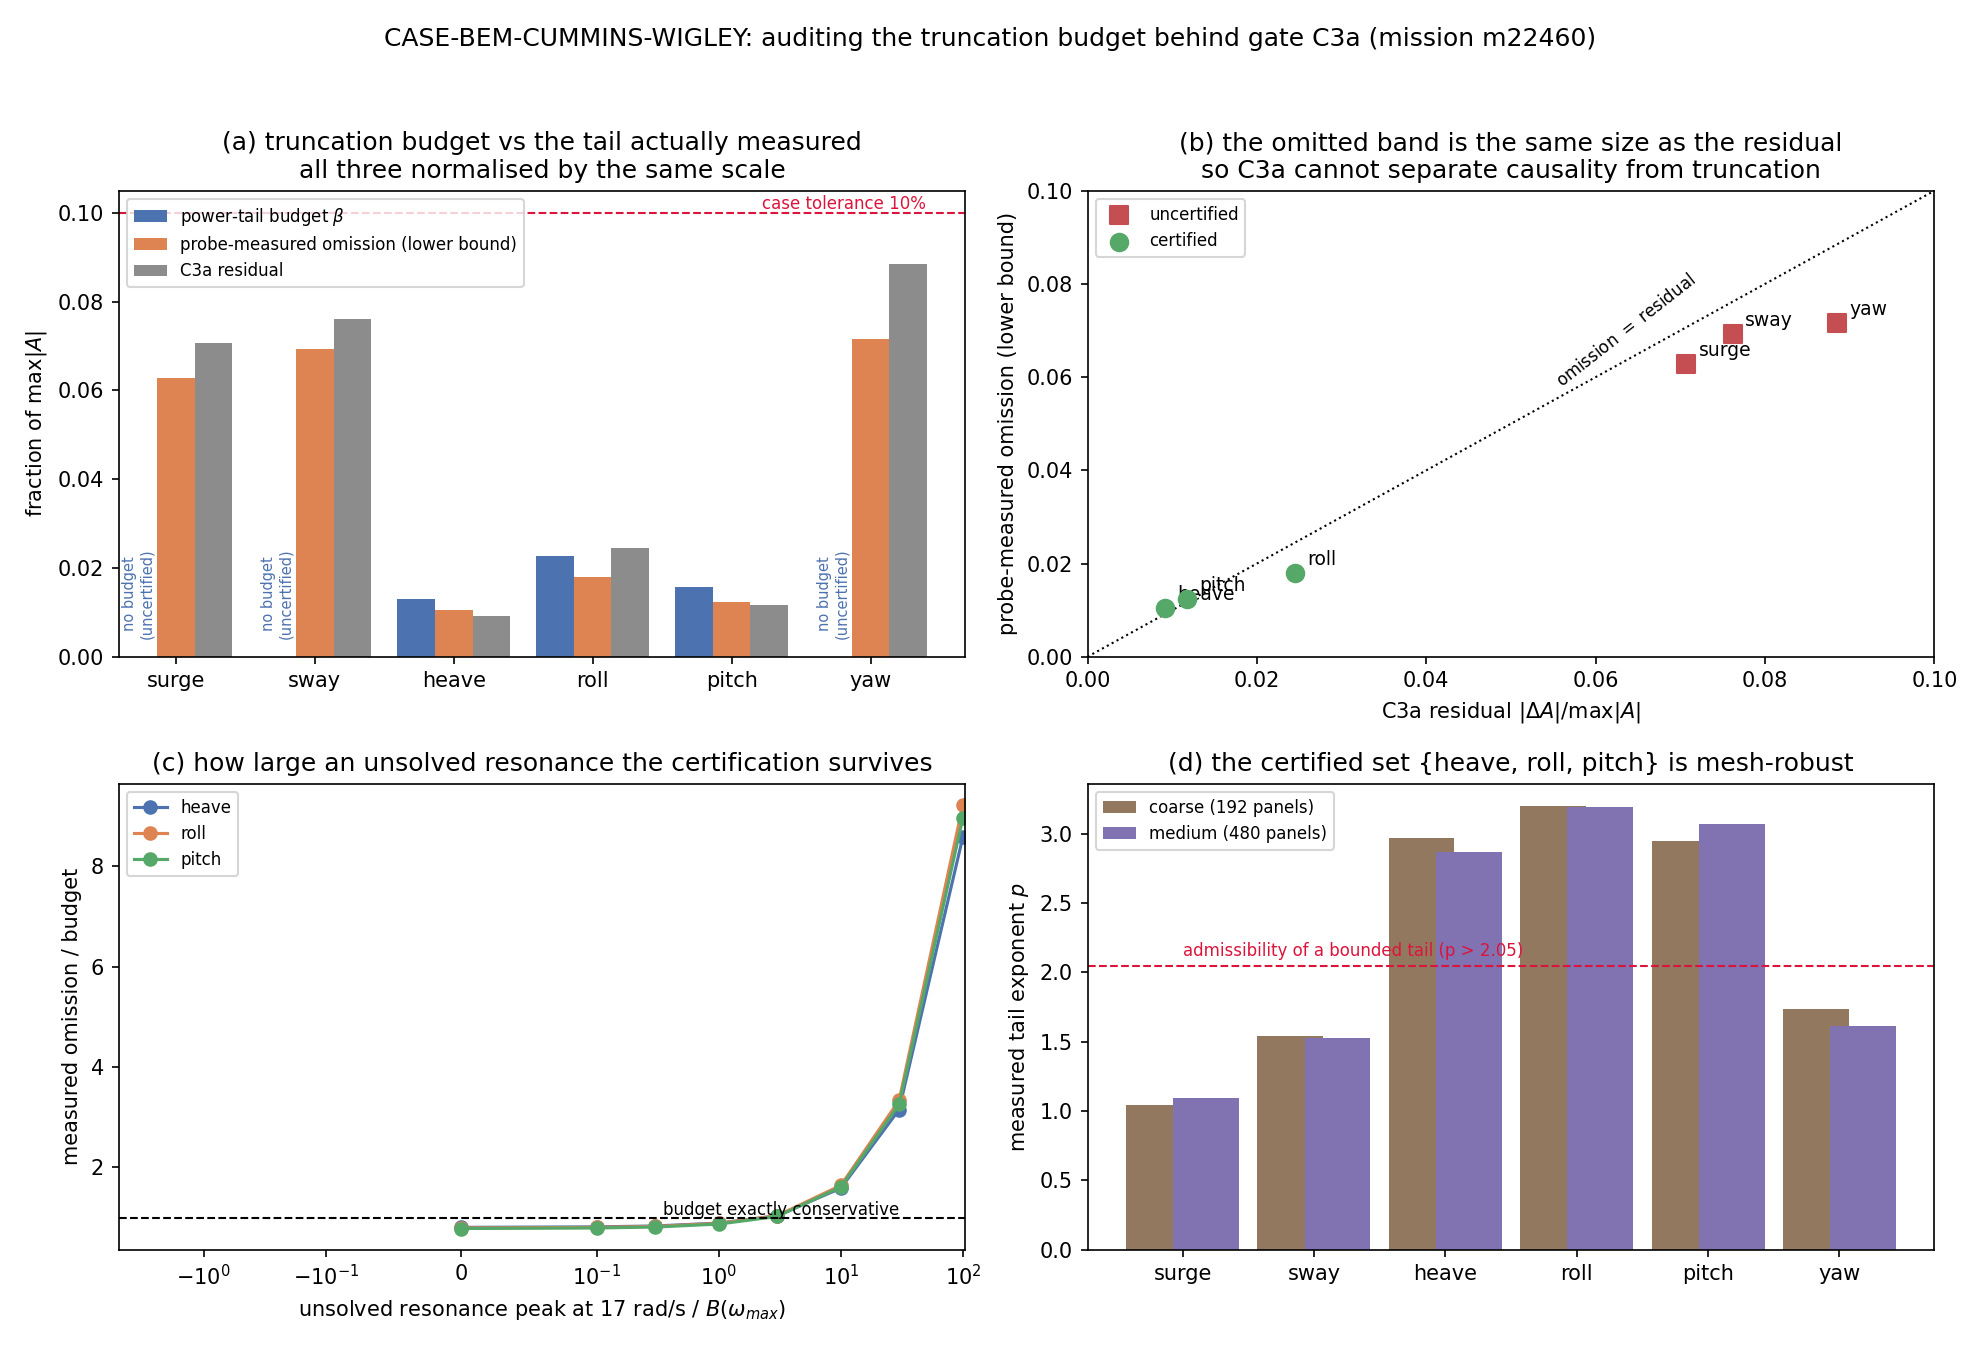 CASE-BEM-CUMMINS-WIGLEY: auditing the truncation budget behind gate C3a (mission m22460)
(a) truncation budget vs the tail actually measured
all three normalised by the same scale
power-tail budget β
probe-measured omission (lower bound)
C3a residual
case tolerance 10%
no budget
(uncertified)
no budget
(uncertified)
no budget
(uncertified)
fraction of max|A|
0.10
0.08
0.06
0.04
0.02
0.00
surge
sway
heave
roll
pitch
yaw
(b) the omitted band is the same size as the residual
so C3a cannot separate causality from truncation
uncertified
certified
omission = residual
surge
sway
yaw
roll
pitch
heave
probe-measured omission (lower bound)
0.10
0.08
0.06
0.04
0.02
0.00
0.00
0.02
0.04
0.06
0.08
0.10
C3a residual |ΔA|/max|A|
(c) how large an unsolved resonance the certification survives
heave
roll
pitch
budget exactly conservative
measured omission / budget
8
6
4
2
−10⁰
−10⁻¹
0
10⁻¹
10⁰
10¹
10²
unsolved resonance peak at 17 rad/s / B(ω_max)
(d) the certified set {heave, roll, pitch} is mesh-robust
coarse (192 panels)
medium (480 panels)
admissibility of a bounded tail (p > 2.05)
measured tail exponent p
3.0
2.5
2.0
1.5
1.0
0.5
0.0
surge
sway
heave
roll
pitch
yaw